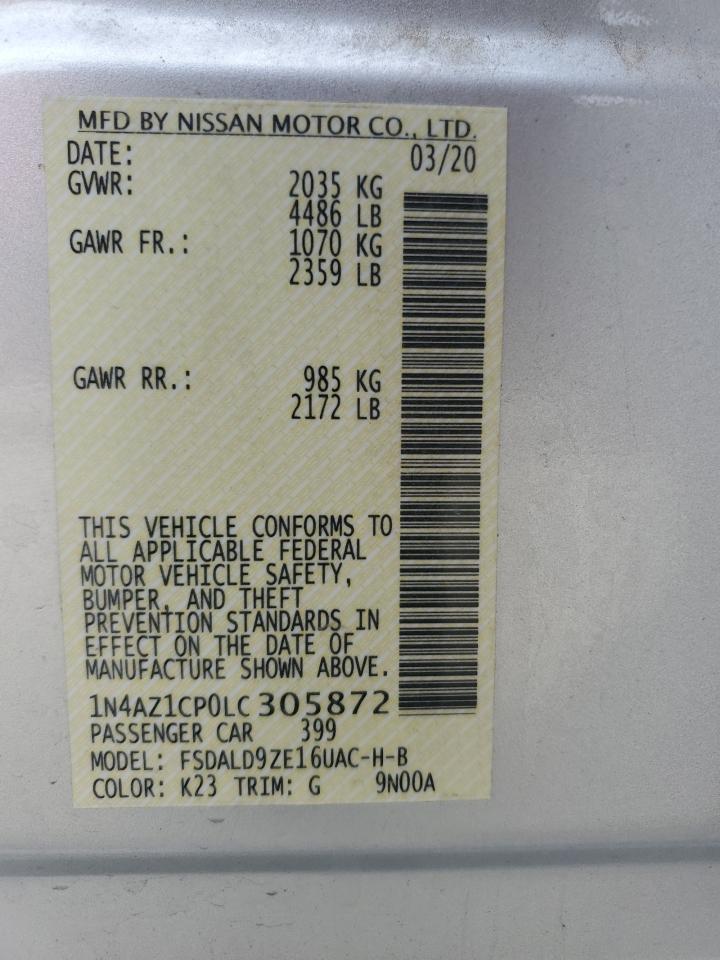 MFD BY NISSAN MOTOR CO., LTD.
DATE: 03/20
GVWR: 2035 KG
4486 LB
GAWR FR.: 1070 KG
2359 LB
GAWR RR.: 985 KG
2172 LB
THIS VEHICLE CONFORMS TO
ALL APPLICABLE FEDERAL
MOTOR VEHICLE SAFETY,
BUMPER, AND THEFT
PREVENTION STANDARDS IN
EFFECT ON THE DATE OF
MANUFACTURE SHOWN ABOVE.
1N4AZ1CP0LC 305872
PASSENGER CAR 399
MODEL: FSDALD9ZE16UAC-H-B
COLOR: K23 TRIM: G 9N00A